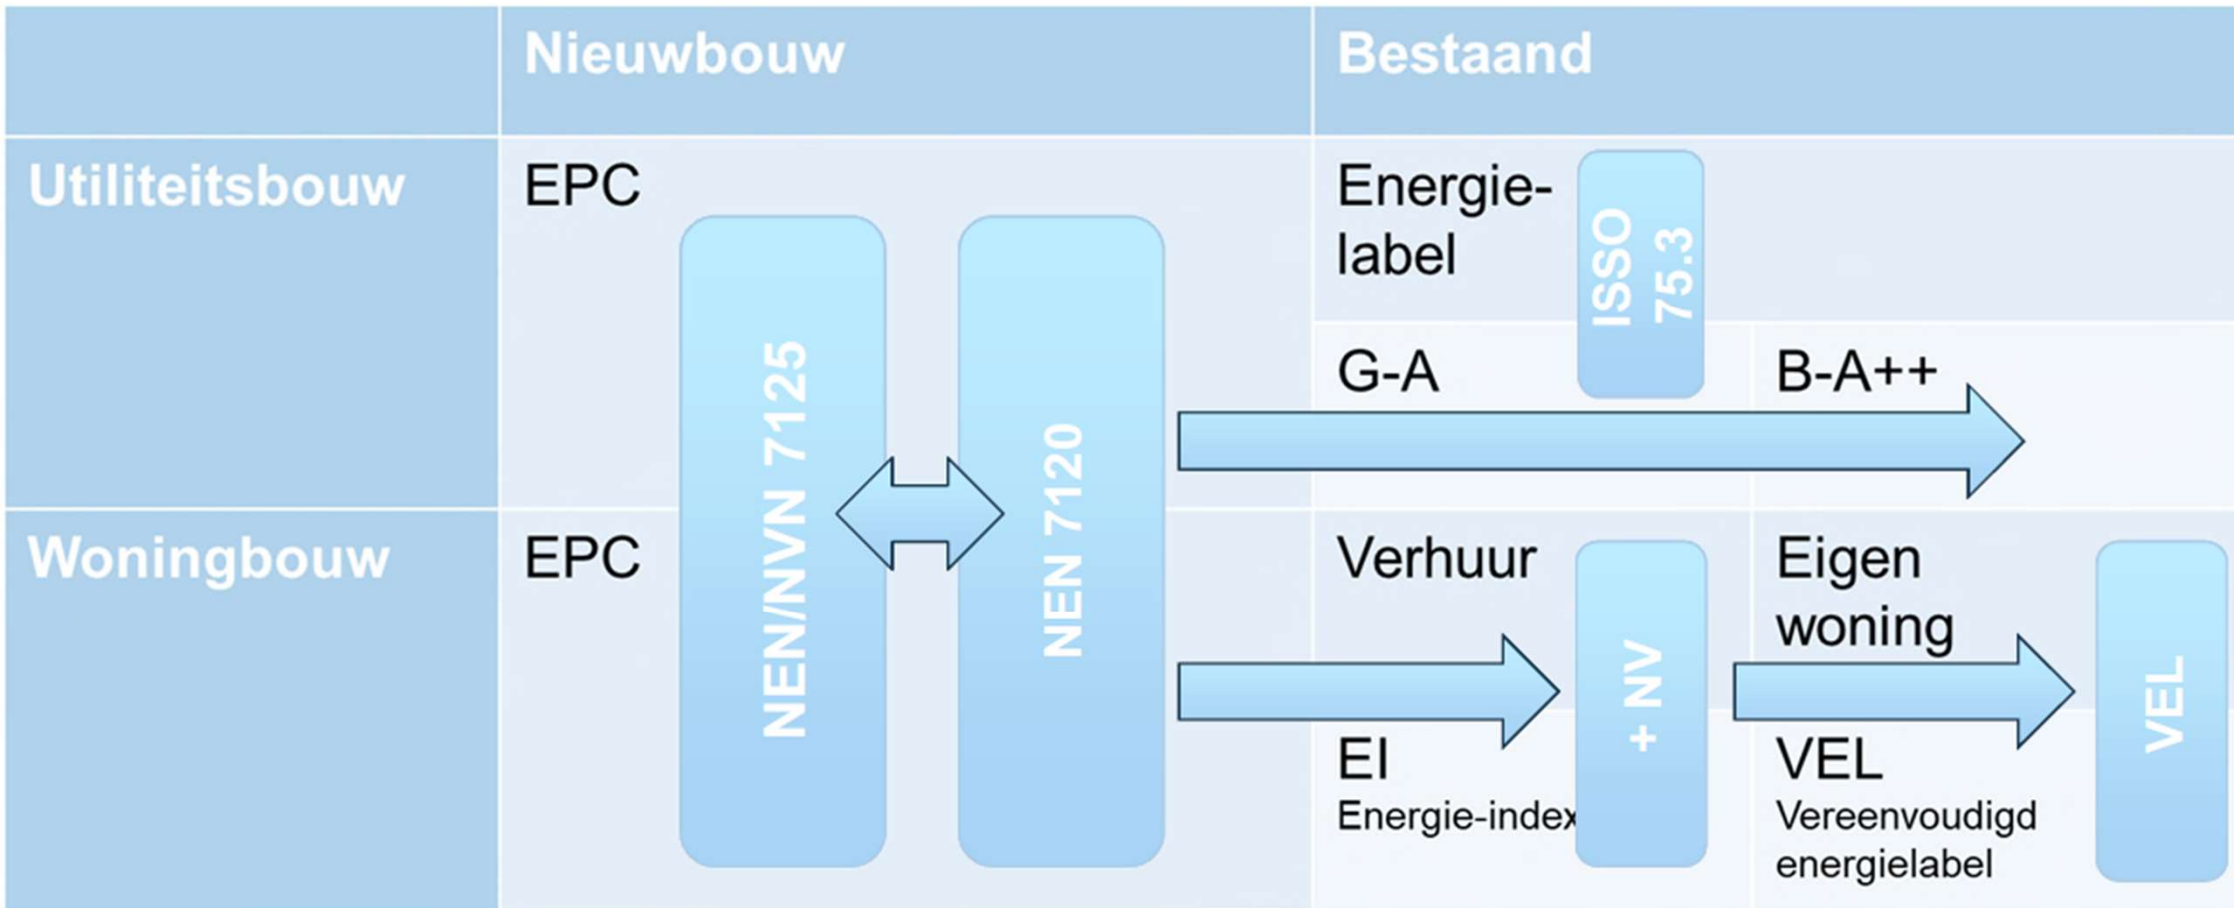 Nieuwbouw
Bestaand
Utiliteitsbouw
EPC
NEN/NVN 7125
NEN 7120
Energie-
label
ISSO
75.3
G-A
B-A++
Woningbouw
EPC
Verhuur
+ NV
Eigen
woning
VEL
EI
Energie-index
VEL
Vereenvoudigd
energielabel